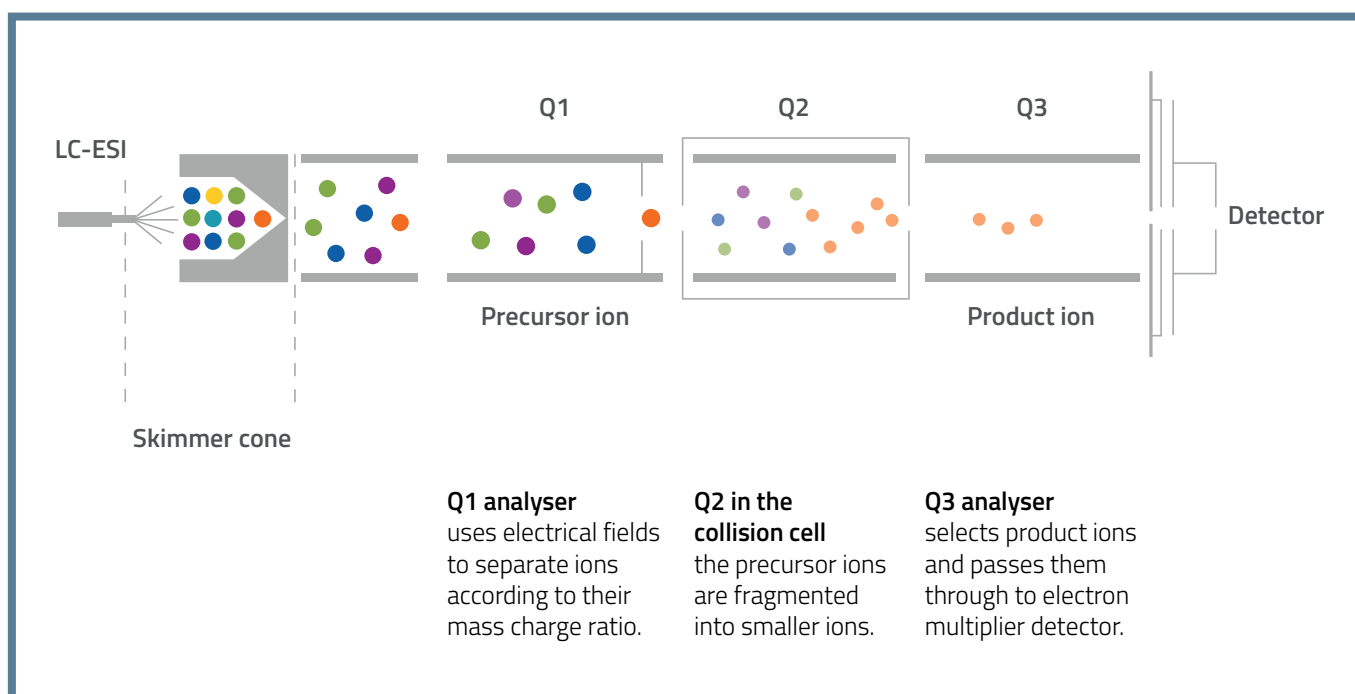 Q1
Q2
Q3
LC-ESI
Detector
Precursor ion
Product ion
Skimmer cone
Q1 analyser
uses electrical fields
to separate ions
according to their
mass charge ratio.
Q2 in the
collision cell
the precursor ions
are fragmented
into smaller ions.
Q3 analyser
selects product ions
and passes them
through to electron
multiplier detector.